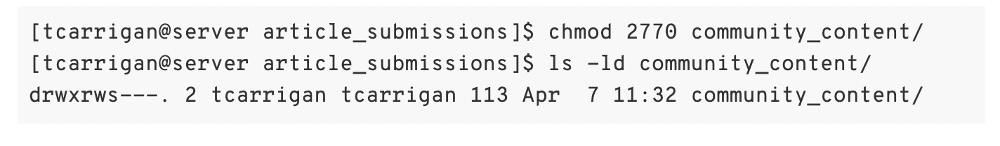 [tcarrigan@server article_submissions]$ chmod 2770 community_content/
[tcarrigan@server article_submissions]$ ls -ld community_content/
drwxrws---. 2 tcarrigan tcarrigan 113 Apr  7 11:32 community_content/